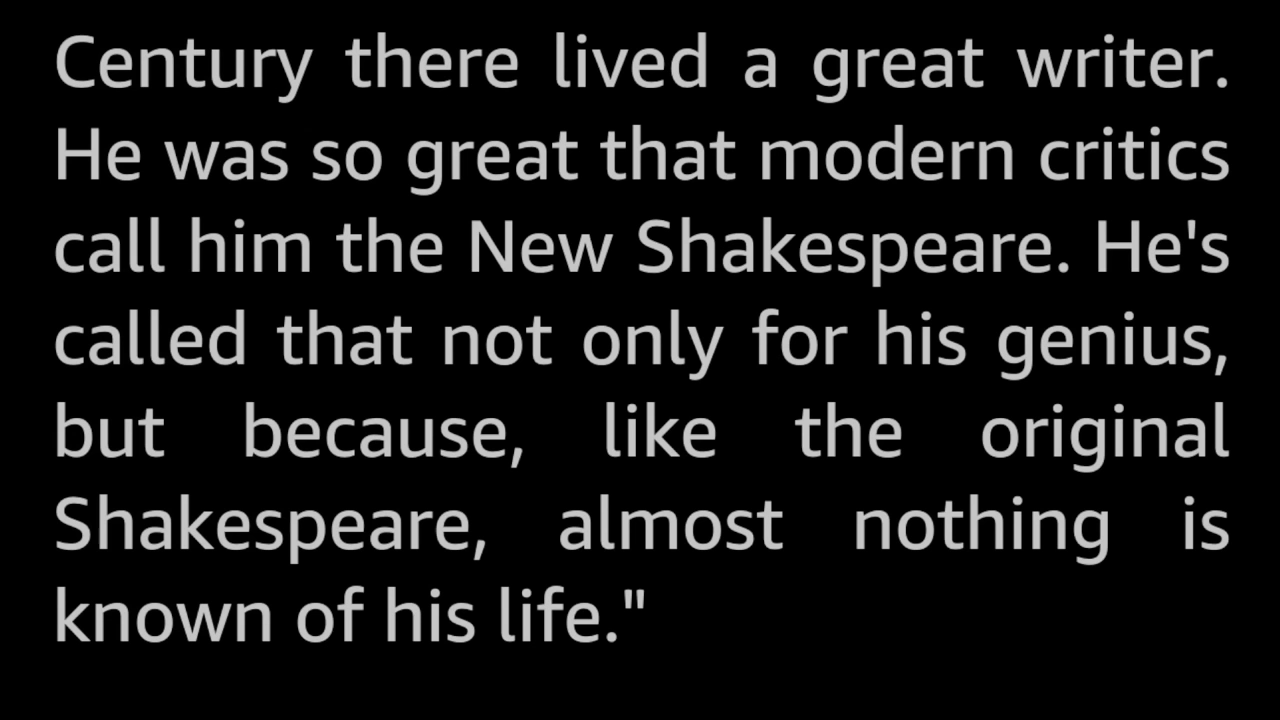 Century there lived a great writer.
He was so great that modern critics
call him the New Shakespeare. He's
called that not only for his genius,
but because, like the original
Shakespeare, almost nothing is
known of his life."